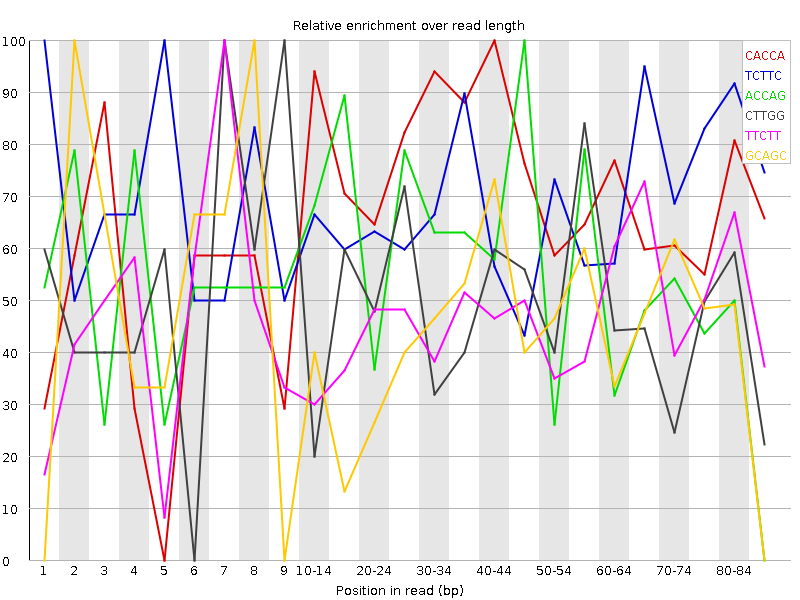 Relative enrichment over read length
100
90
80
70
60
50
40
30
20
10
0
CACCA
TCTTC
ACCAG
CTTGG
TTCTT
GCAGC
1 2 3 4 5 6 7 8 9 10-14 20-24 30-34 40-44 50-54 60-64 70-74 80-84
Position in read (bp)